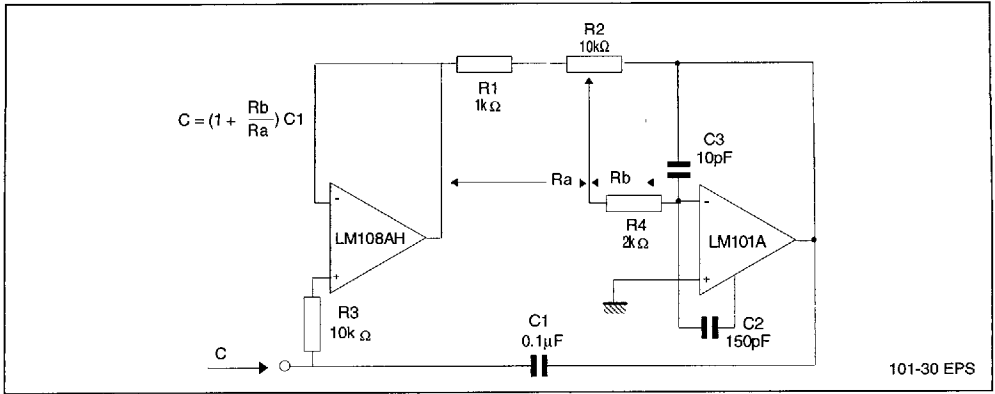 R2
10kΩ
R1
1kΩ
C = (1 + Rb/Ra) C1
C3
10pF
Ra
Rb
-
-
LM108AH
R4
2kΩ
LM101A
+
+
R3
10k Ω
C1
0.1µF
C2
150pF
C
101-30 EPS